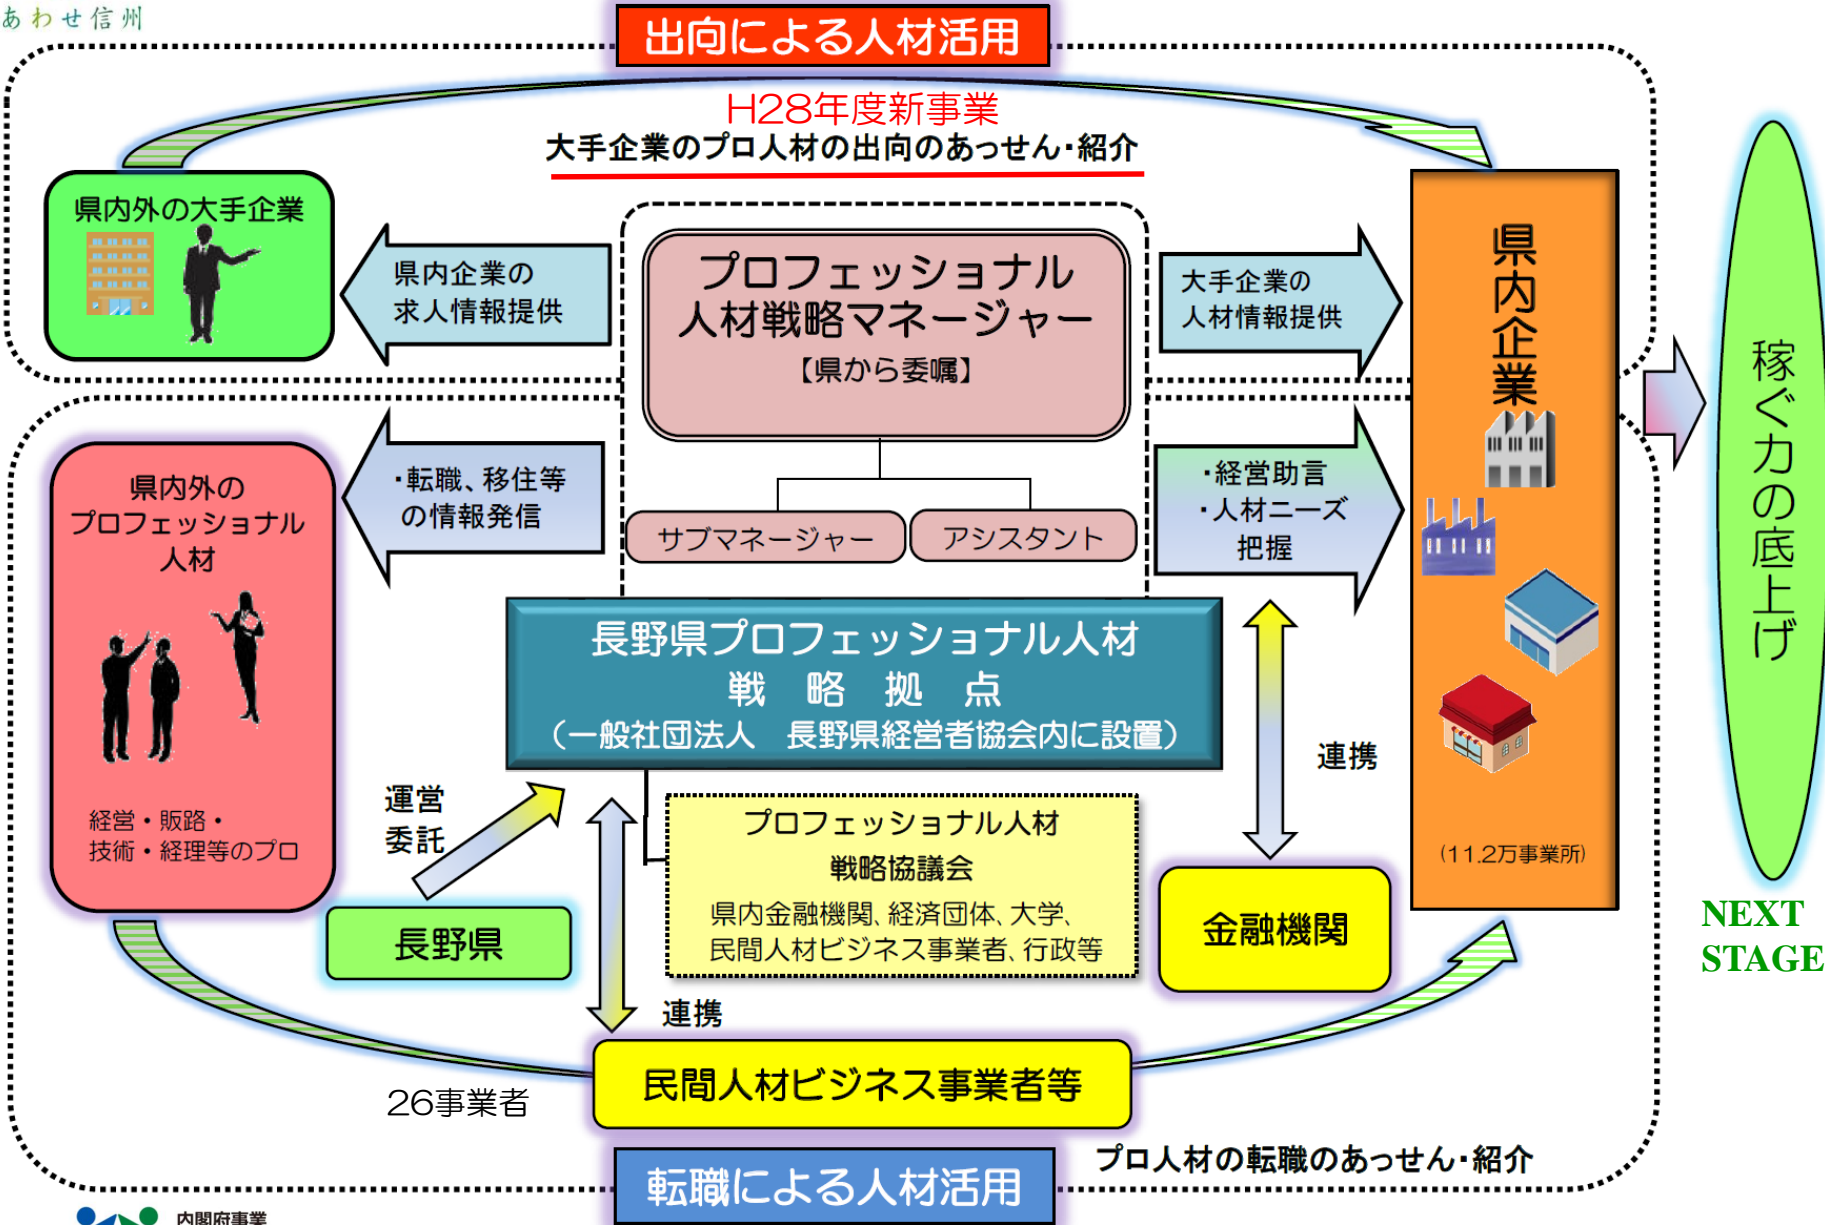 あわせ信州
出向による人材活用
H28年度新事業
大手企業のプロ人材の出向のあっせん・紹介
県内外の大手企業
県内企業の
求人情報提供
プロフェッショナル
人材戦略マネージャー
【県から委嘱】
大手企業の
人材情報提供
県内企業
(11.2万事業所)
稼ぐ力の底上げ
NEXT
STAGE
県内外の
プロフェッショナル
人材
経営・販路・
技術・経理等のプロ
・転職、移住等
の情報発信
サブマネージャー
アシスタント
・経営助言
・人材ニーズ
把握
長野県プロフェッショナル人材
戦略拠点
（一般社団法人　長野県経営者協会内に設置）
運営
委託
長野県
プロフェッショナル人材
戦略協議会
県内金融機関、経済団体、大学、
民間人材ビジネス事業者、行政等
連携
金融機関
連携
民間人材ビジネス事業者等
26事業者
プロ人材の転職のあっせん・紹介
転職による人材活用
内閣府事業